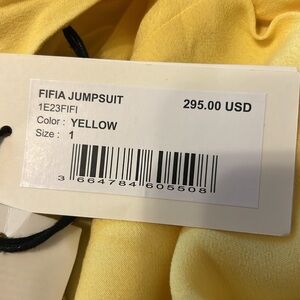 FIFIA JUMPSUIT 295.00 USD
1E23FIFI
Color : YELLOW
Size : 1
3 664784 605508